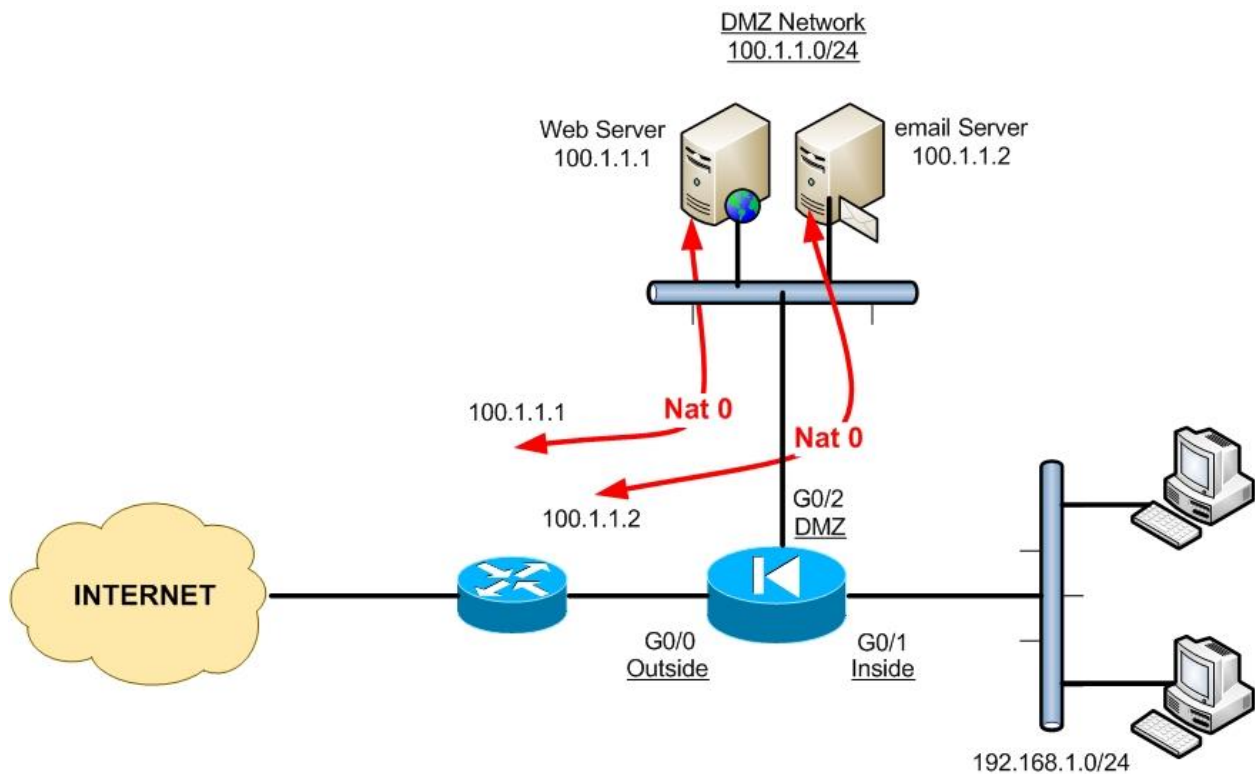 DMZ Network
100.1.1.0/24
Web Server
100.1.1.1
email Server
100.1.1.2
100.1.1.1
Nat 0
Nat 0
100.1.1.2
G0/2
DMZ
INTERNET
G0/0
Outside
G0/1
Inside
192.168.1.0/24